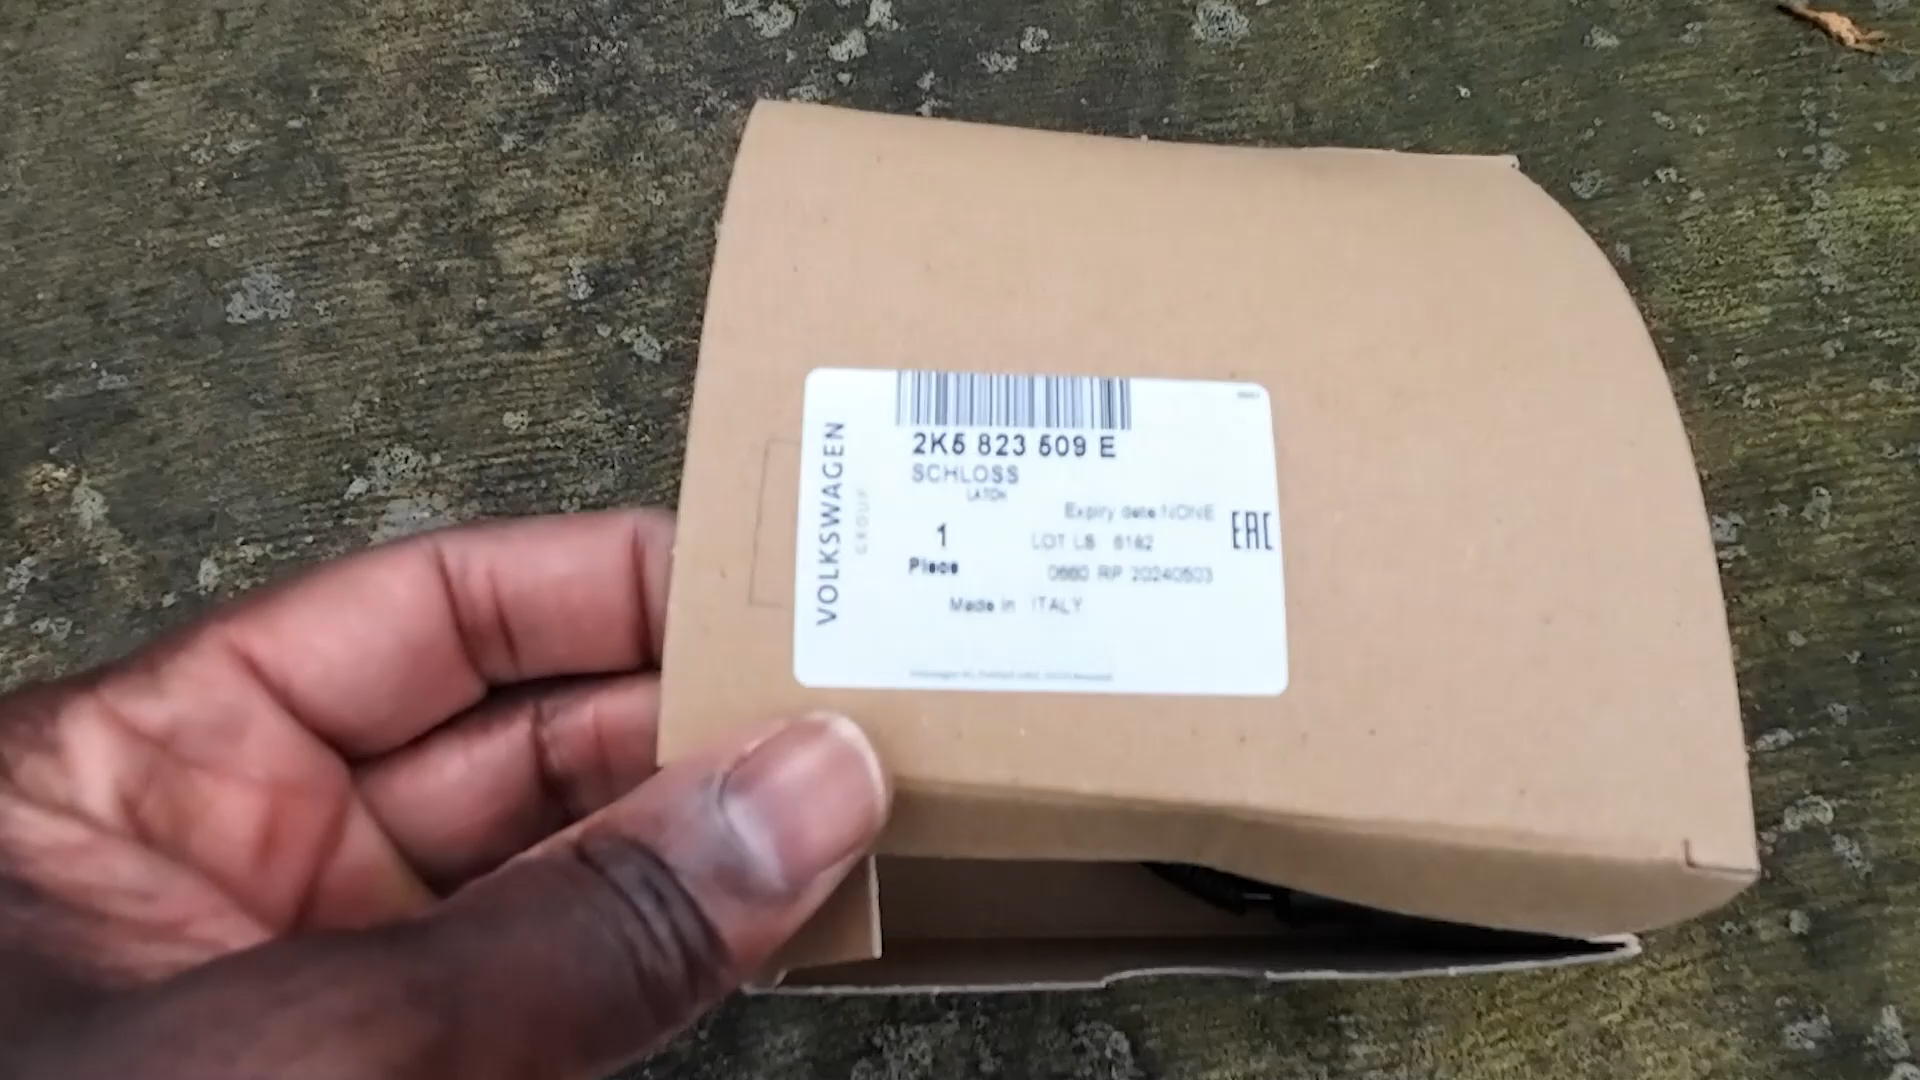 VOLKSWAGEN
GROUP
2K5 823 509 E
SCHLOSS
LATCH
Expiry date:NONE
1
LOT LS 6182
EAC
Piece
0660 RP 20240503
Made in ITALY